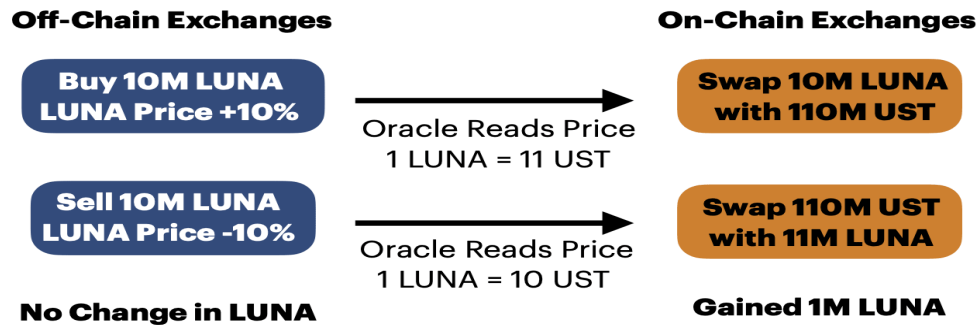 Off-Chain Exchanges
On-Chain Exchanges
Buy 10M LUNA
LUNA Price +10%
Oracle Reads Price
1 LUNA = 11 UST
Swap 10M LUNA
with 110M UST
Sell 10M LUNA
LUNA Price -10%
Oracle Reads Price
1 LUNA = 10 UST
Swap 110M UST
with 11M LUNA
No Change in LUNA
Gained 1M LUNA